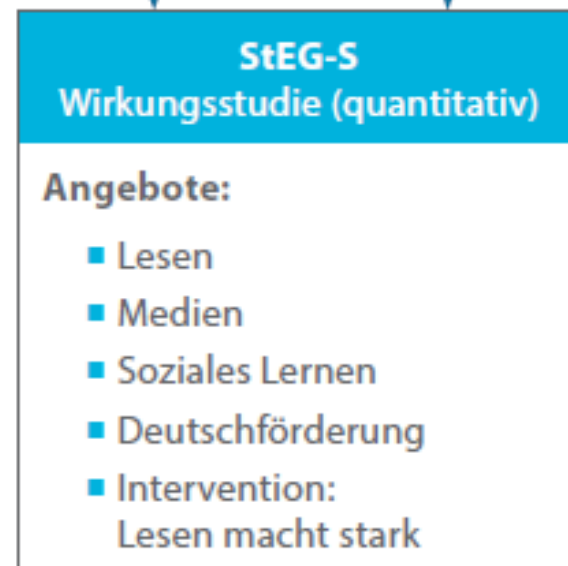 StEG-S
Wirkungsstudie (quantitativ)
Angebote:
Lesen
Medien
Soziales Lernen
Deutschförderung
Intervention:
Lesen macht stark